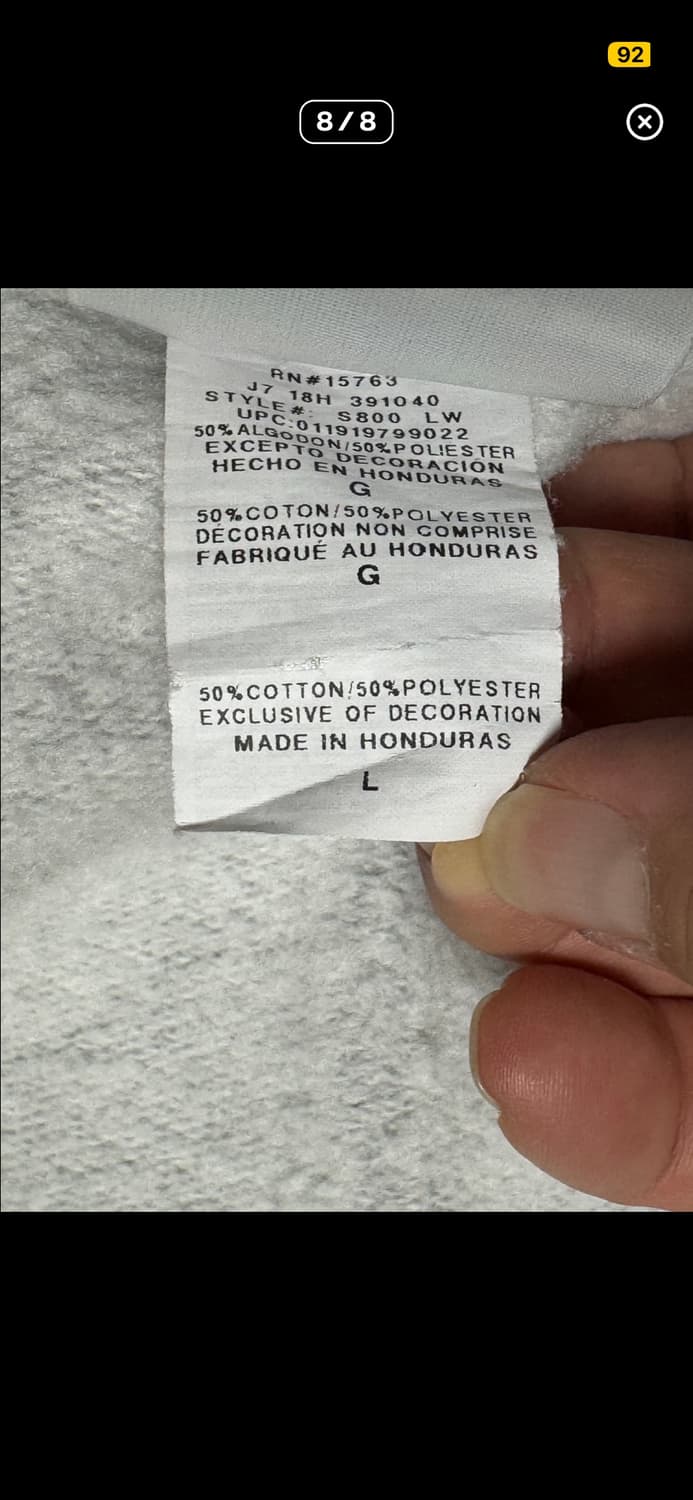 92
8/8
RN#15763
J7 18H 391040
STYLE#: S800 LW
UPC:011919799022
50%ALGODON/50%POLIESTER
EXCEPTO DECORACION
HECHO EN HONDURAS
G
50%COTON/50%POLYESTER
DÉCORATION NON COMPRISE
FABRIQUÉ AU HONDURAS
G
50%COTTON/50%POLYESTER
EXCLUSIVE OF DECORATION
MADE IN HONDURAS
L